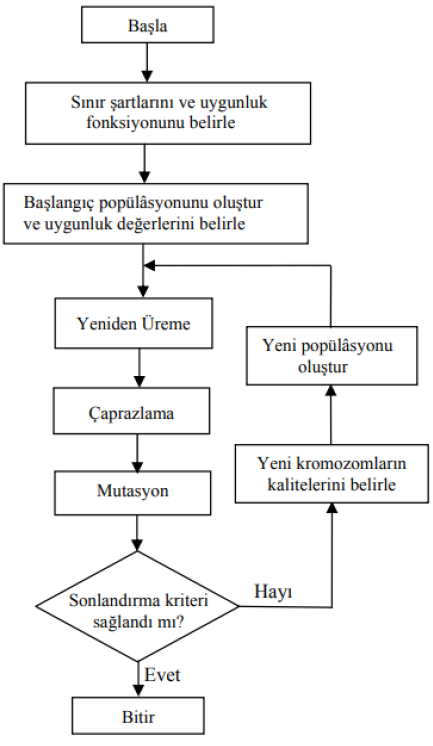 Başla
Sınır şartlarını ve uygunluk
fonksiyonunu belirle
Başlangıç popülâsyonunu oluştur
ve uygunluk değerlerini belirle
Yeniden Üreme
Çaprazlama
Mutasyon
Sonlandırma kriteri
sağlandı mı?
Hayı
Yeni kromozomların
kalitelerini belirle
Yeni popülâsyonu
oluştur
Evet
Bitir